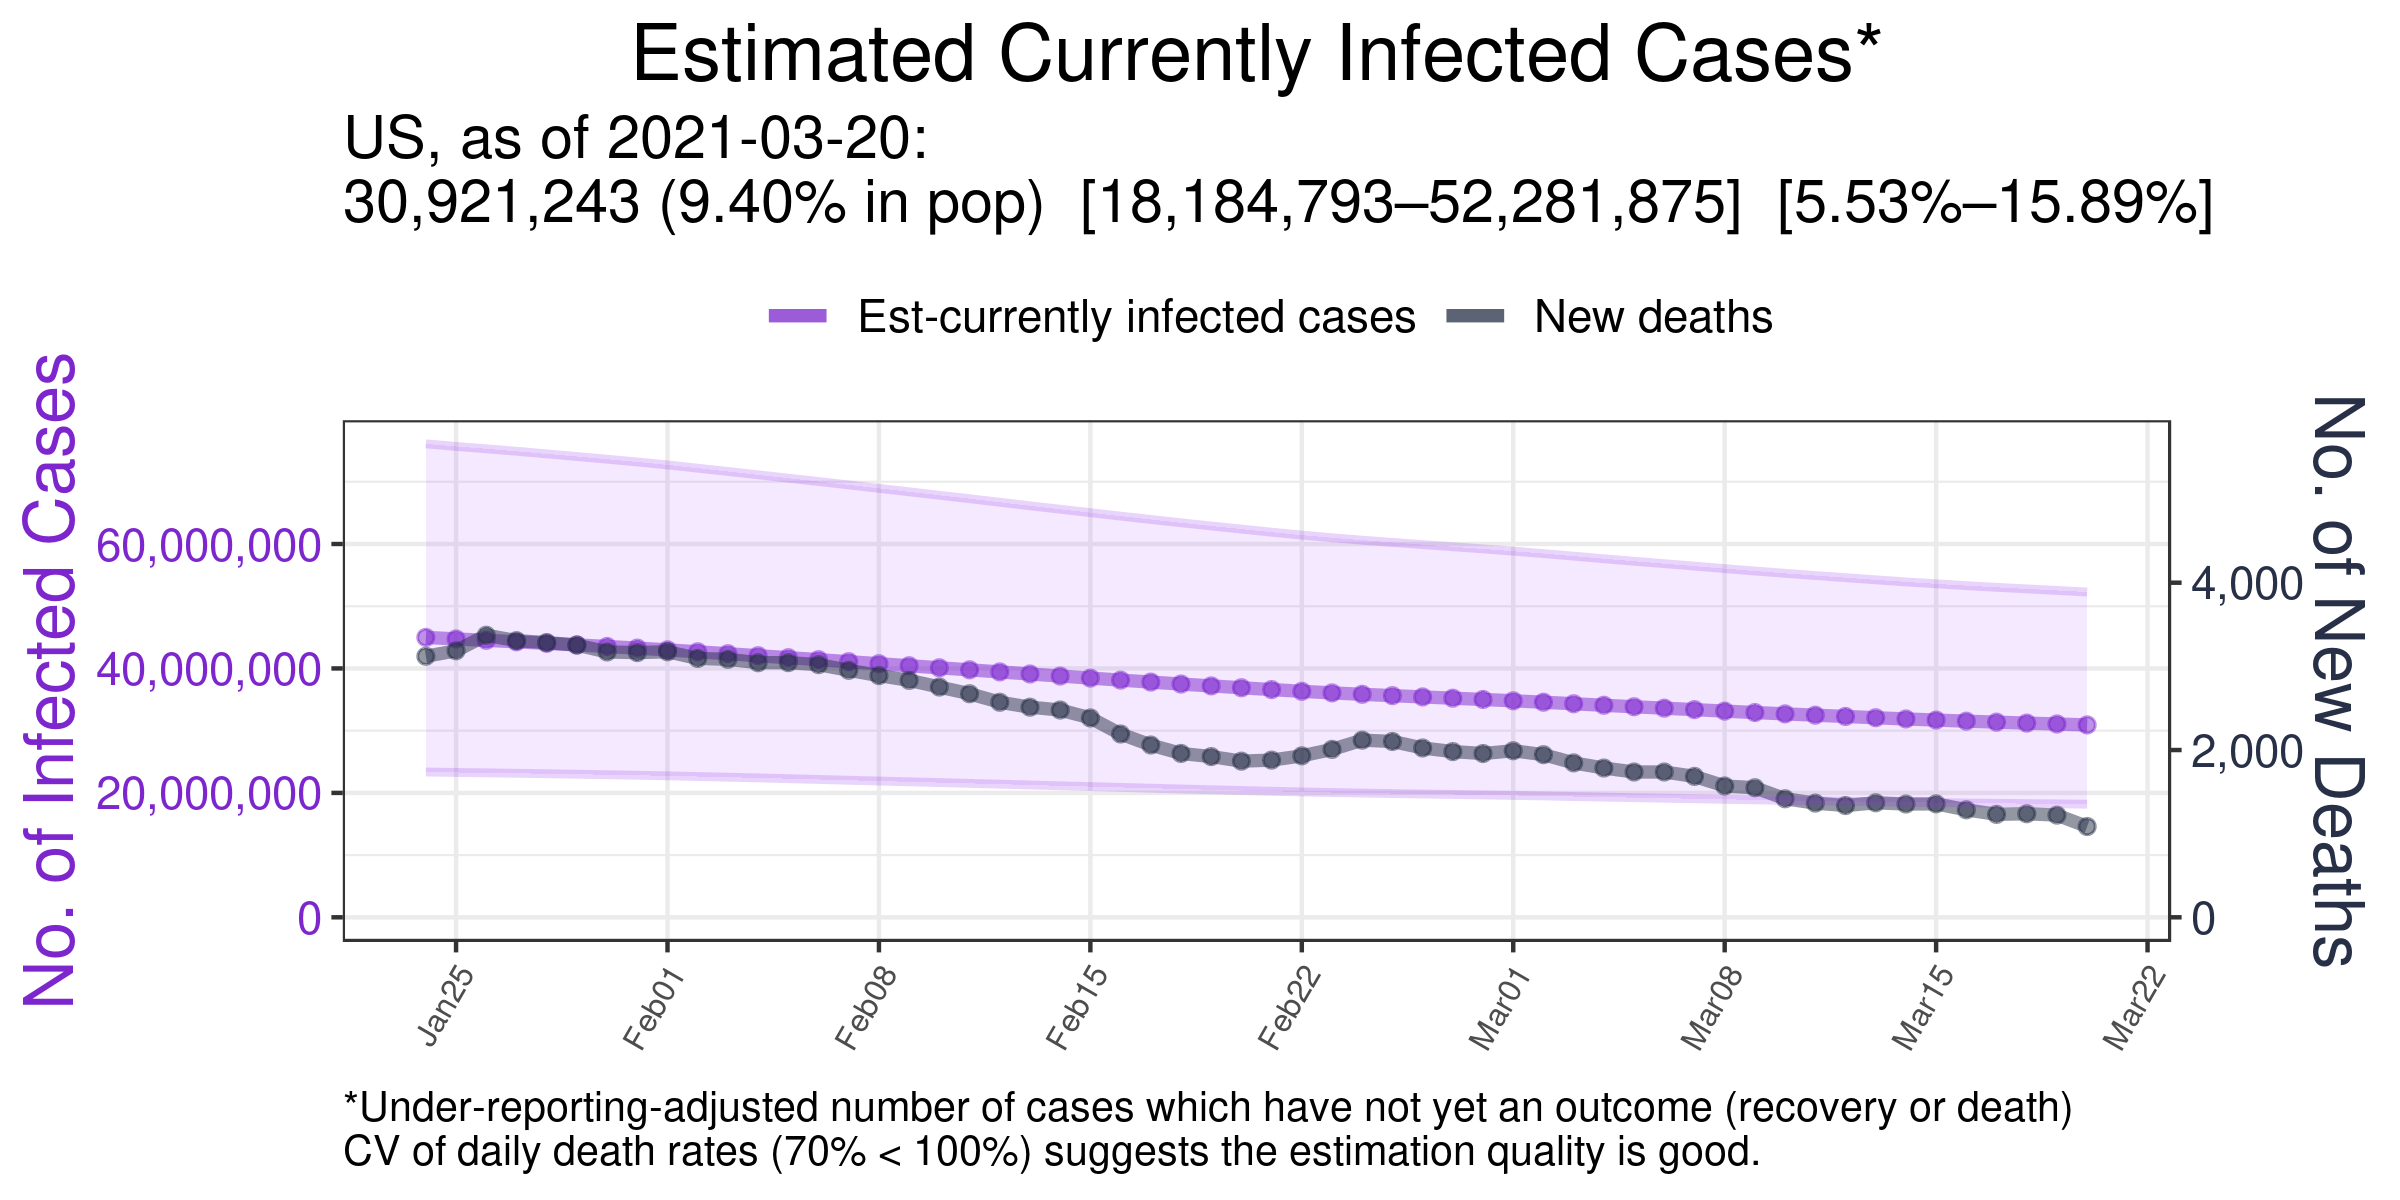 Estimated Currently Infected Cases*
US, as of 2021-03-20:
30,921,243 (9.40% in pop) [18,184,793–52,281,875] [5.53%–15.89%]
Est-currently infected cases
New deaths
No. of Infected Cases
60,000,000
40,000,000
20,000,000
0
No. of New Deaths
4,000
2,000
0
Jan25
Feb01
Feb08
Feb15
Feb22
Mar01
Mar08
Mar15
Mar22
*Under-reporting-adjusted number of cases which have not yet an outcome (recovery or death)
CV of daily death rates (70% < 100%) suggests the estimation quality is good.